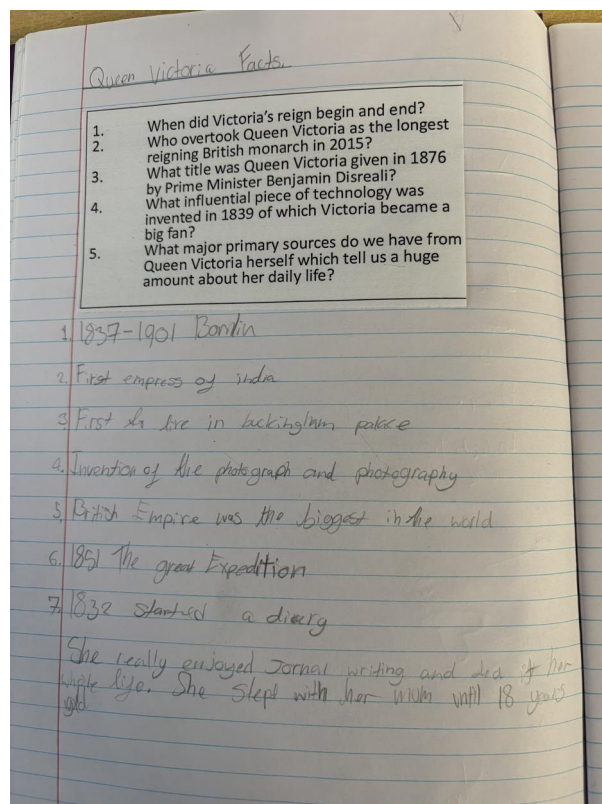 Queen Victoria Facts.
1. When did Victoria's reign begin and end?
2. Who overtook Queen Victoria as the longest
reigning British monarch in 2015?
3. What title was Queen Victoria given in 1876
by Prime Minister Benjamin Disreali?
4. What influential piece of technology was
invented in 1839 of which Victoria became a
big fan?
5. What major primary sources do we have from
Queen Victoria herself which tell us a huge
amount about her daily life?
1. 1837-1901
2. First empress of india
3. First to live in buckingham palace
4. Invention of the photograph and photography
5. British Empire was the biggest in the world
6. 1851 The great Expedition
7. 1832 started a diary
She really enjoyed Jornal writing and did it her
whole life. She slept with her mum until 18 years
old